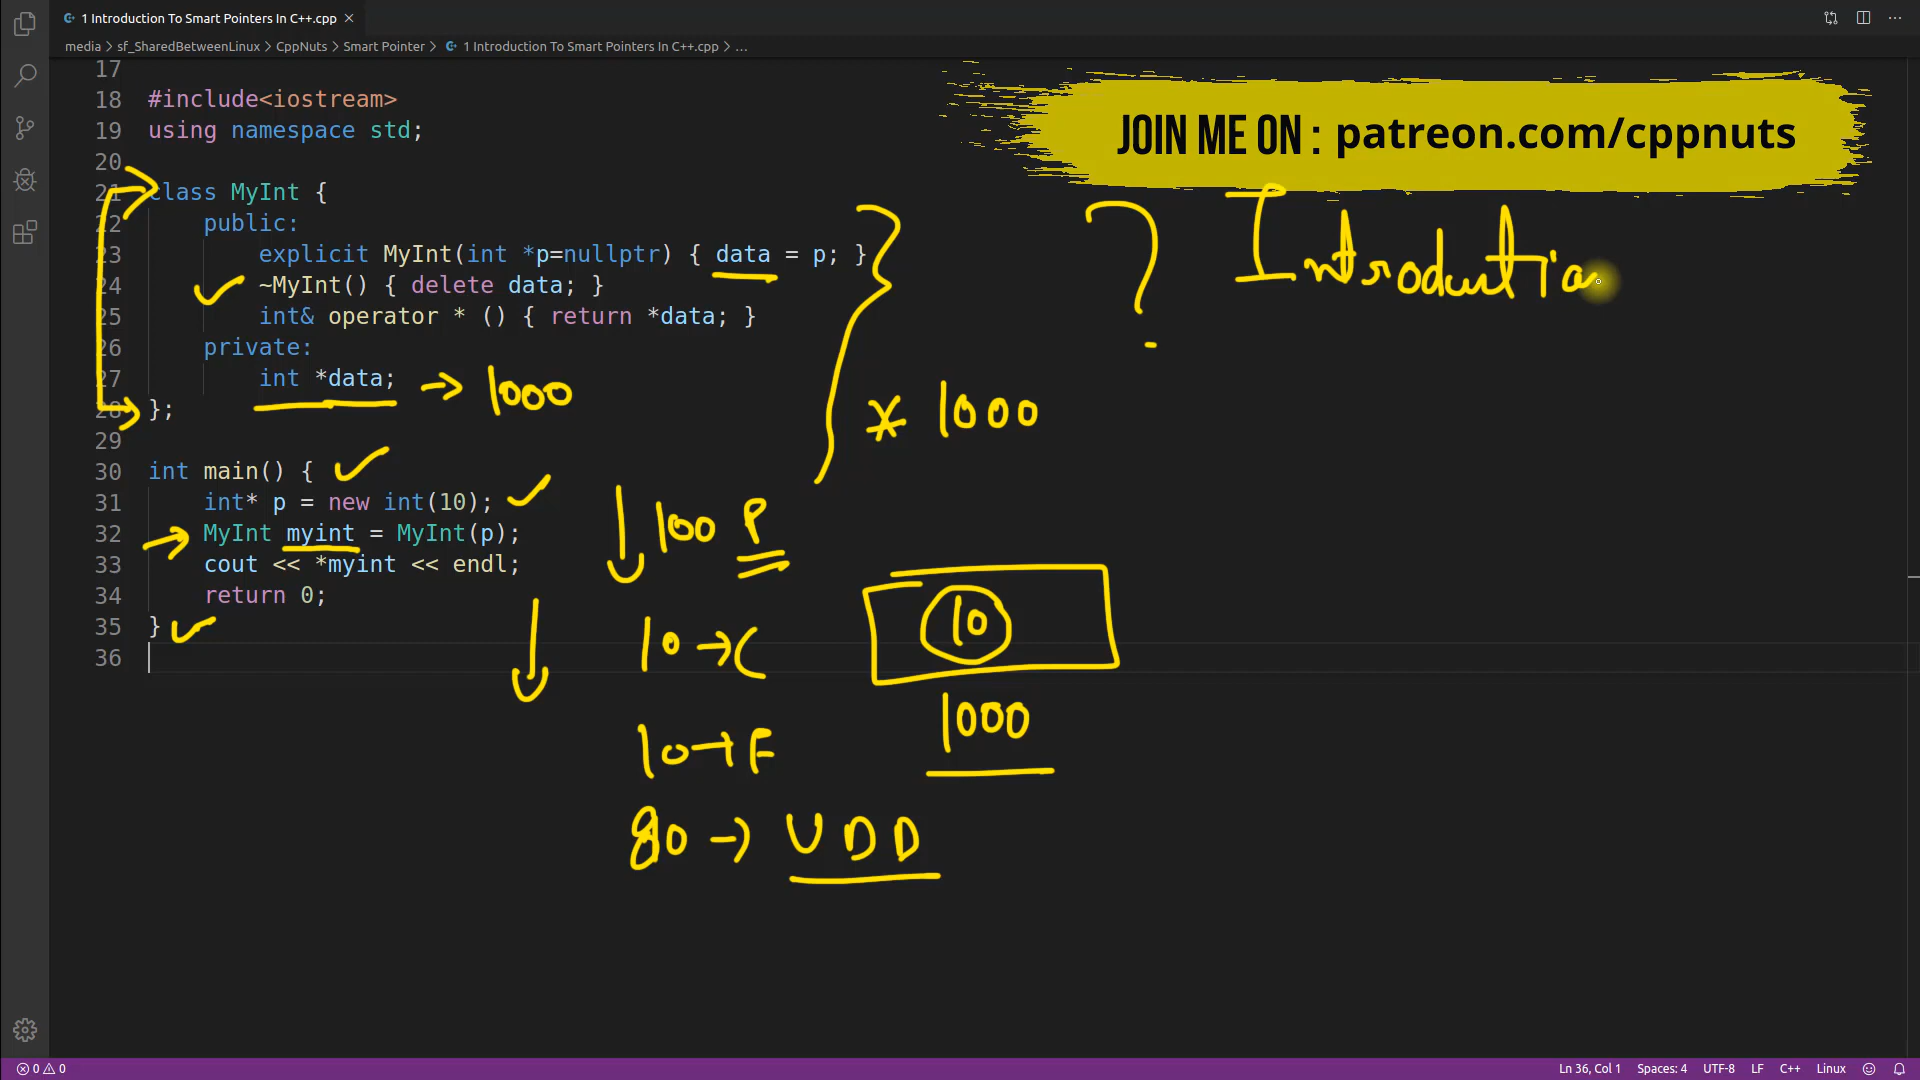 1 Introduction To Smart Pointers In C++.cpp
media > sf_SharedBetweenLinux > CppNuts > Smart Pointer > 1 Introduction To Smart Pointers In C++.cpp > ...
17
18 #include<iostream>
19 using namespace std;
20
21 class MyInt {
22 public:
23 explicit MyInt(int *p=nullptr) { data = p; }
24 ~MyInt() { delete data; }
25 int& operator * () { return *data; }
26 private:
27 int *data; → 1000
28 };
29
30 int main() {
31 int* p = new int(10);
32 MyInt myint = MyInt(p);
33 cout << *myint << endl;
34 return 0;
35 }
36
JOIN ME ON : patreon.com/cppnuts
? Introductio
* 1000
100 P
10 → C
10 → F
80 → UDD
10
1000
0 0
Ln 36, Col 1 Spaces: 4 UTF-8 LF C++ Linux